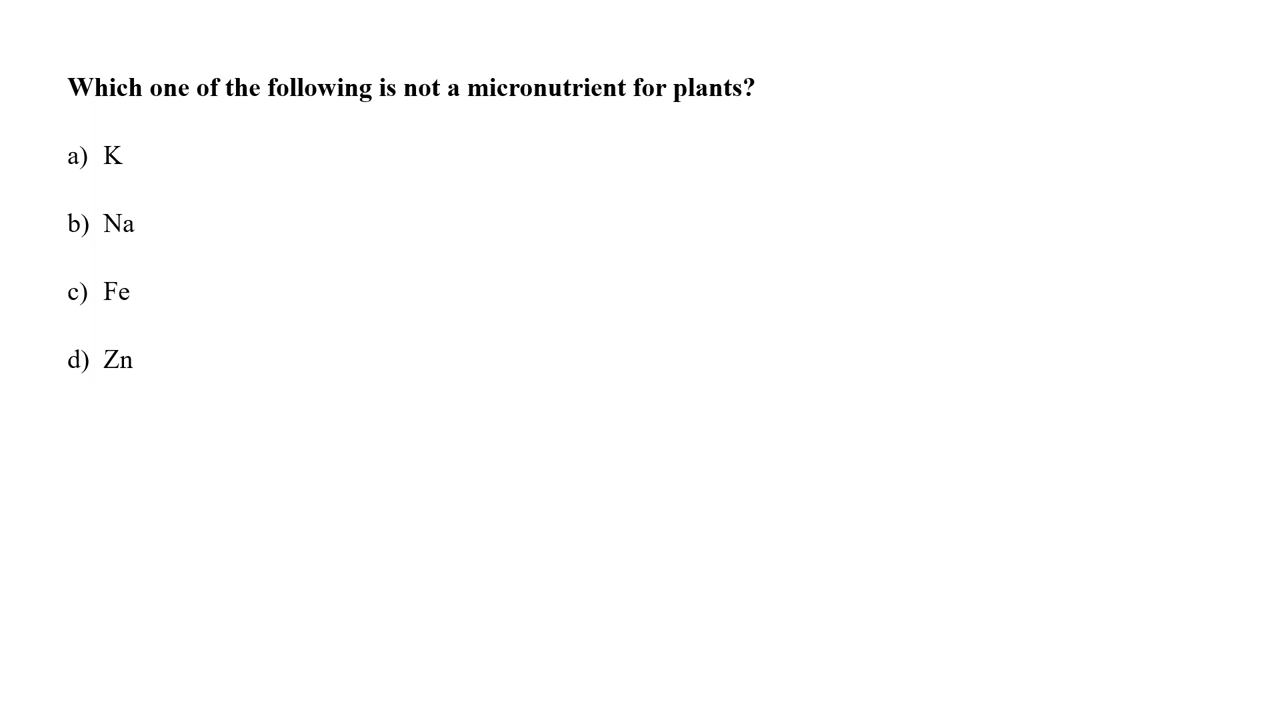 Which one of the following is not a micronutrient for plants?
a) K
b) Na
c) Fe
d) Zn